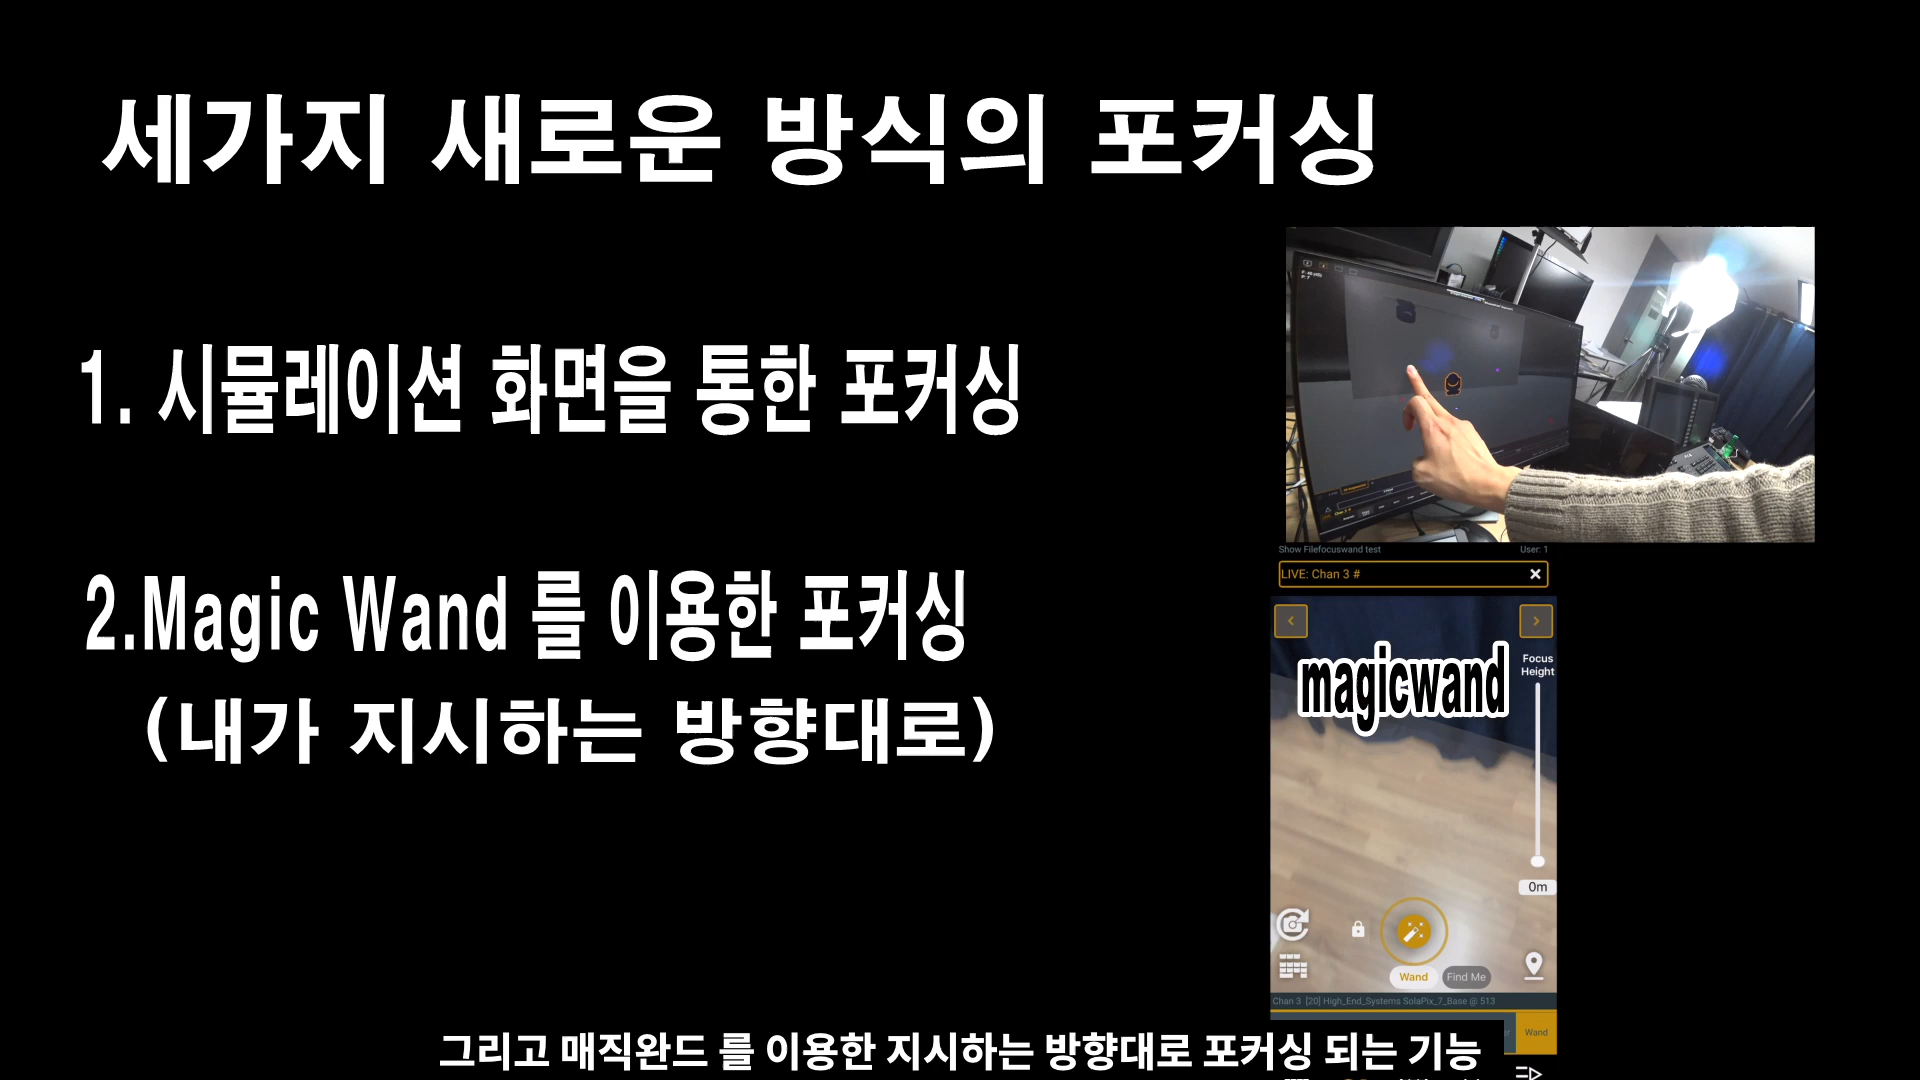 세가지 새로운 방식의 포커싱
1. 시뮬레이션 화면을 통한 포커싱
2.Magic Wand 를 이용한 포커싱
(내가 지시하는 방향대로)
Show Filefocuswand test
User: 1
LIVE: Chan 3 #
magicwand
Focus
Height
0m
Wand
Find Me
Chan 3 [20] High_End_Systems SolaPix_7_Base @ 513
Wand
그리고 매직완드 를 이용한 지시하는 방향대로 포커싱 되는 기능